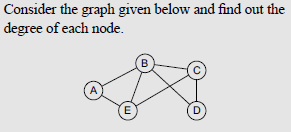 Consider the graph given below and find out the
degree of each node.
B
C
A
E
D